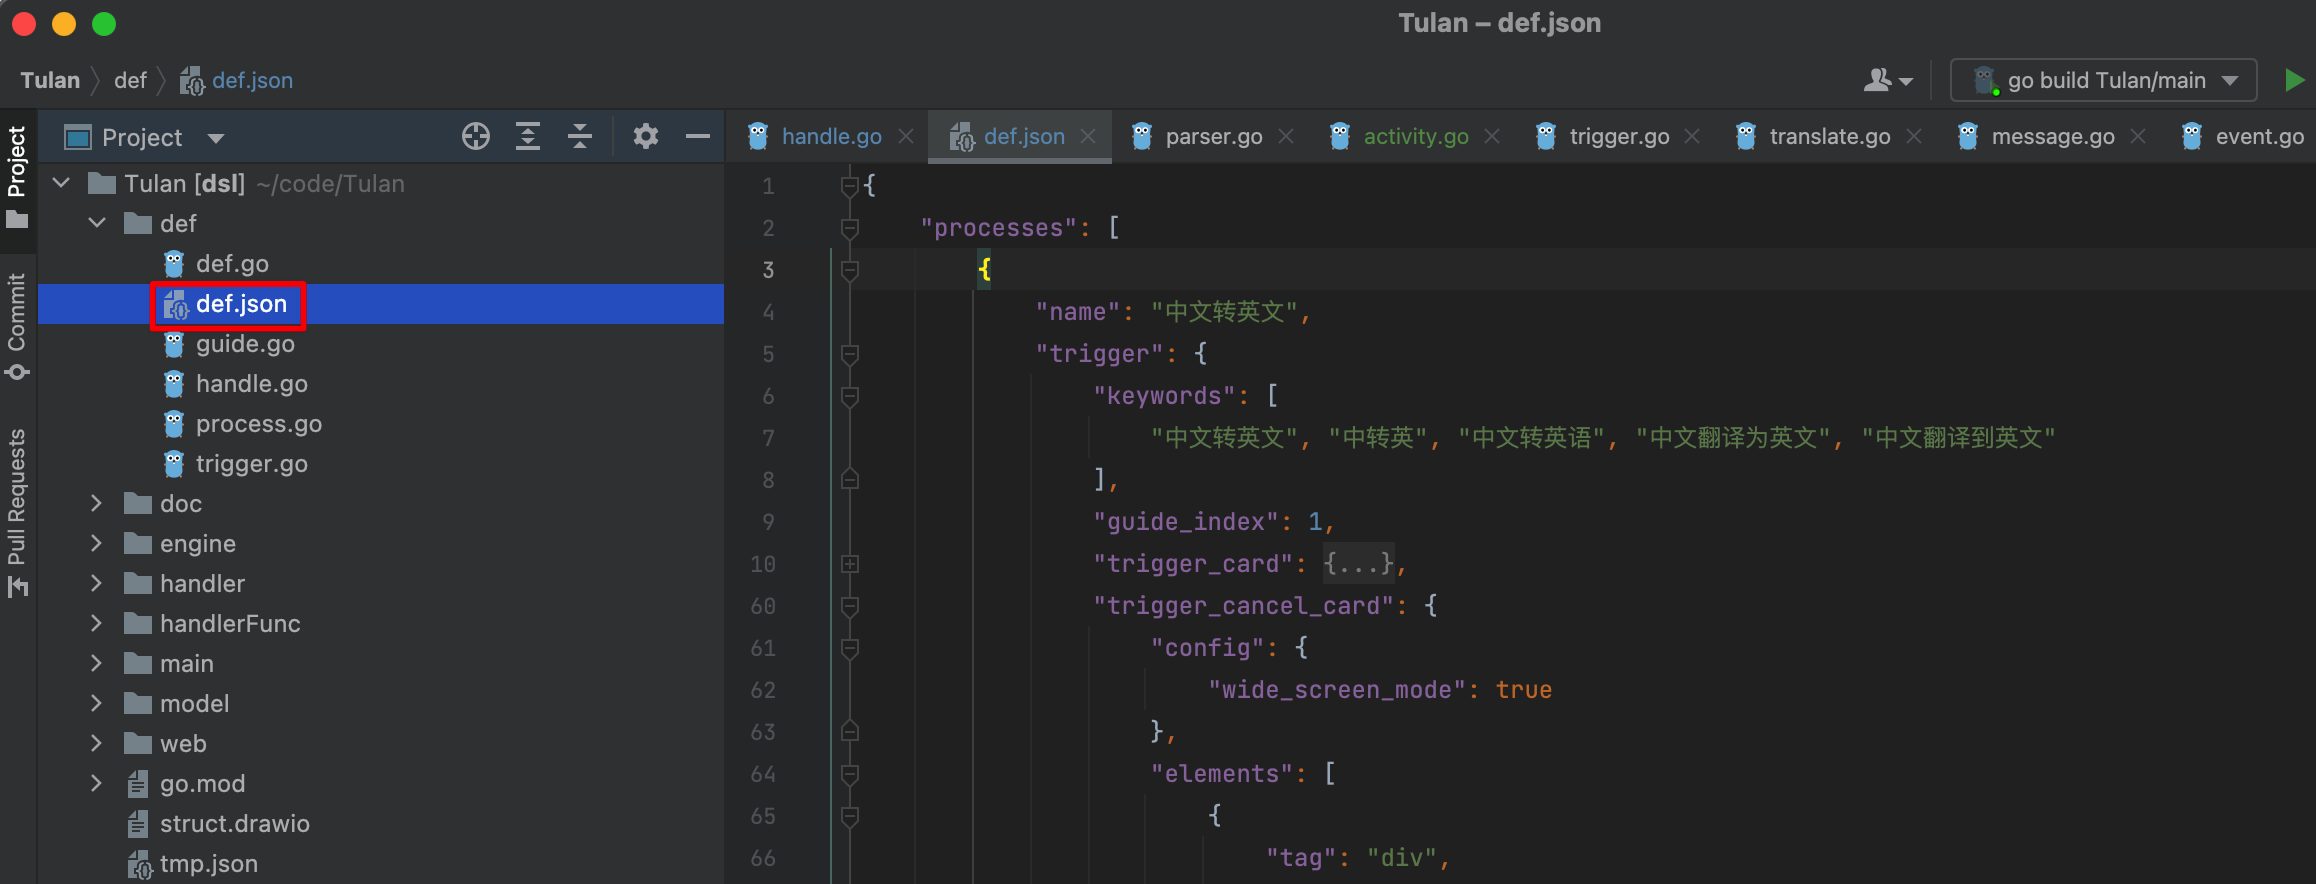 Tulan – def.json
Tulan def def.json
go build Tulan/main
Project
handle.go def.json parser.go activity.go trigger.go translate.go message.go event.go
Project
Commit
Pull Requests
Tulan [dsl] ~/code/Tulan
def
def.go
def.json
guide.go
handle.go
process.go
trigger.go
doc
engine
handler
handlerFunc
main
model
web
go.mod
struct.drawio
tmp.json
1 {
2 "processes": [
3 {
4 "name": "中文转英文",
5 "trigger": {
6 "keywords": [
7 "中文转英文", "中转英", "中文转英语", "中文翻译为英文", "中文翻译到英文"
8 ],
9 "guide_index": 1,
10 "trigger_card": {...},
60 "trigger_cancel_card": {
61 "config": {
62 "wide_screen_mode": true
63 },
64 "elements": [
65 {
66 "tag": "div",